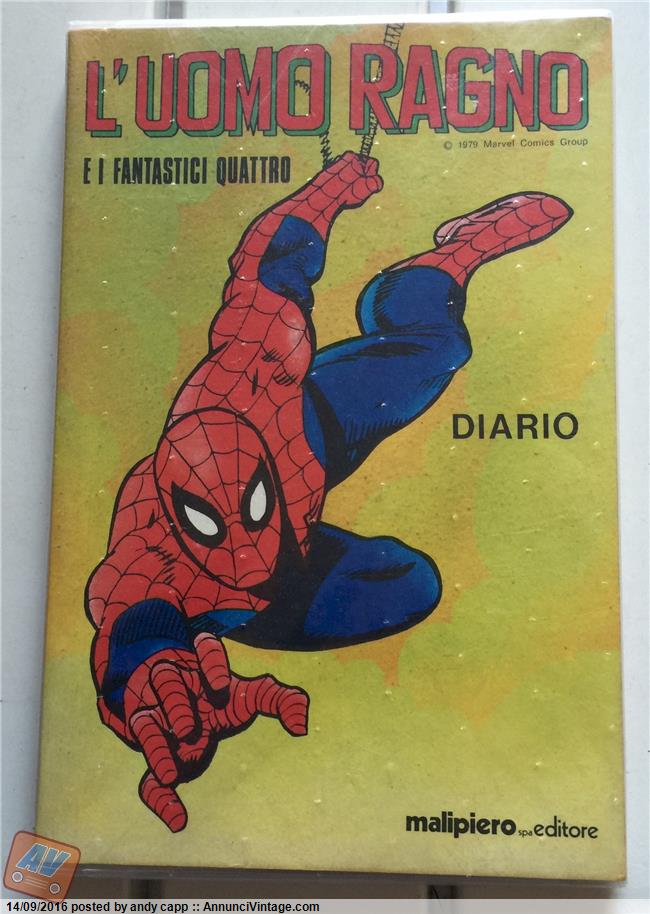 L'UOMO RAGNO
© 1979 Marvel Comics Group
E I FANTASTICI QUATTRO
DIARIO
malipiero spa editore
AV
14/09/2016 posted by andy capp :: AnnunciVintage.com